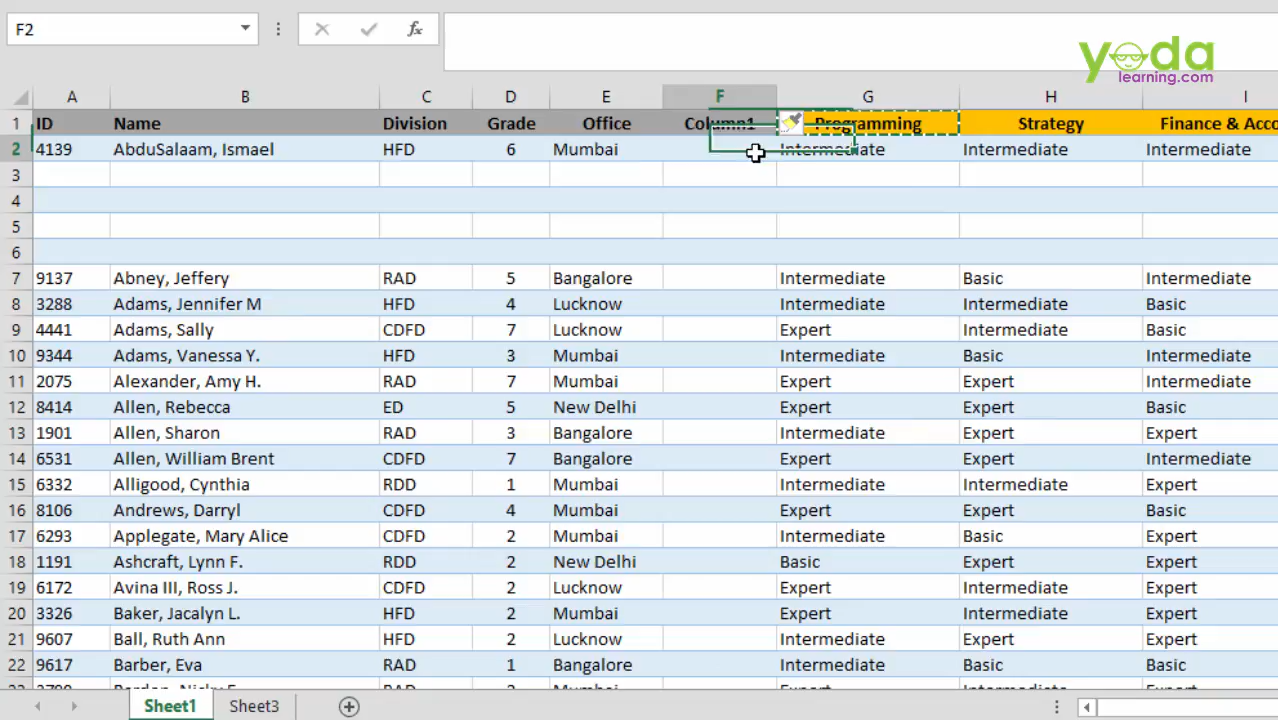 F2
fx
yoda
learning.com
A B C D E F G H I
1 ID Name Division Grade Office Column1 Programming Strategy Finance & Acco
2 4139 AbduSalaam, Ismael HFD 6 Mumbai Intermediate Intermediate Intermediate
3
4
5
6
7 9137 Abney, Jeffery RAD 5 Bangalore Intermediate Basic Intermediate
8 3288 Adams, Jennifer M HFD 4 Lucknow Intermediate Intermediate Basic
9 4441 Adams, Sally CDFD 7 Lucknow Expert Intermediate Basic
10 9344 Adams, Vanessa Y. HFD 3 Mumbai Intermediate Basic Intermediate
11 2075 Alexander, Amy H. RAD 7 Mumbai Expert Expert Intermediate
12 8414 Allen, Rebecca ED 5 New Delhi Expert Expert Basic
13 1901 Allen, Sharon RAD 3 Bangalore Intermediate Expert Expert
14 6531 Allen, William Brent CDFD 7 Bangalore Expert Expert Intermediate
15 6332 Alligood, Cynthia RDD 1 Mumbai Intermediate Intermediate Expert
16 8106 Andrews, Darryl CDFD 4 Mumbai Expert Expert Basic
17 6293 Applegate, Mary Alice CDFD 2 Mumbai Intermediate Basic Expert
18 1191 Ashcraft, Lynn F. RDD 2 New Delhi Basic Expert Expert
19 6172 Avina III, Ross J. CDFD 2 Lucknow Expert Intermediate Expert
20 3326 Baker, Jacalyn L. HFD 2 Mumbai Expert Intermediate Expert
21 9607 Ball, Ruth Ann HFD 2 Lucknow Intermediate Expert Expert
22 9617 Barber, Eva RAD 1 Bangalore Intermediate Basic Basic
Sheet1 Sheet3